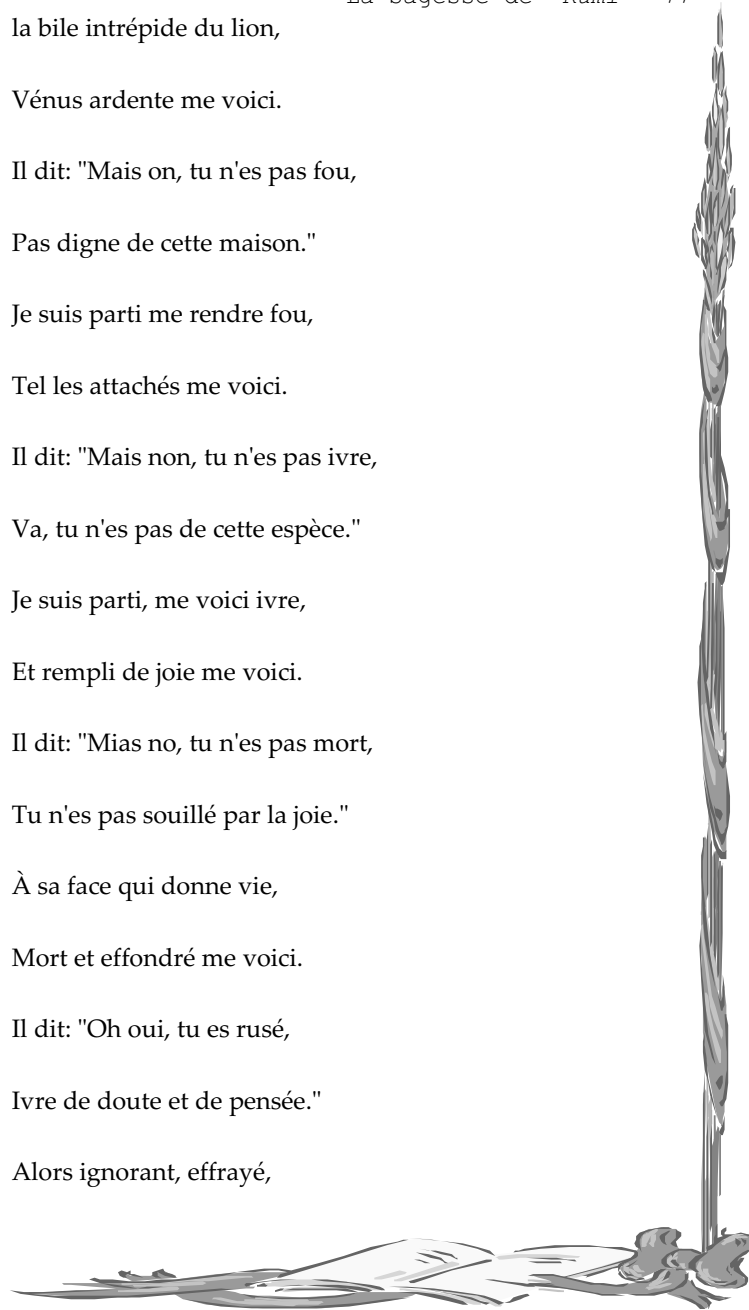 La sagesse de Rumi 77
la bile intrépide du lion,
Vénus ardente me voici.
Il dit: "Mais on, tu n'es pas fou,
Pas digne de cette maison."
Je suis parti me rendre fou,
Tel les attachés me voici.
Il dit: "Mais non, tu n'es pas ivre,
Va, tu n'es pas de cette espèce."
Je suis parti, me voici ivre,
Et rempli de joie me voici.
Il dit: "Mias no, tu n'es pas mort,
Tu n'es pas souillé par la joie."
À sa face qui donne vie,
Mort et effondré me voici.
Il dit: "Oh oui, tu es rusé,
Ivre de doute et de pensée."
Alors ignorant, effrayé,